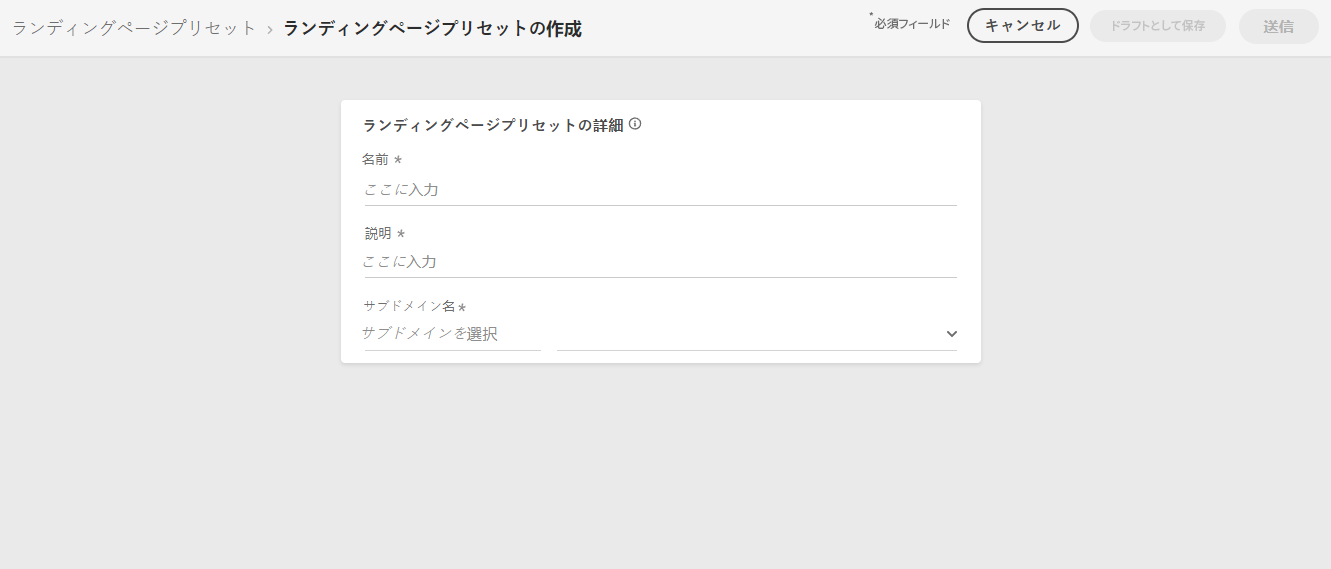 ランディングページプリセット › ランディングページプリセットの作成
*必須フィールド キャンセル ドラフトとして保存 送信
ランディングページプリセットの詳細
名前 *
ここに入力
説明 *
ここに入力
サブドメイン名*
サブドメインを選択